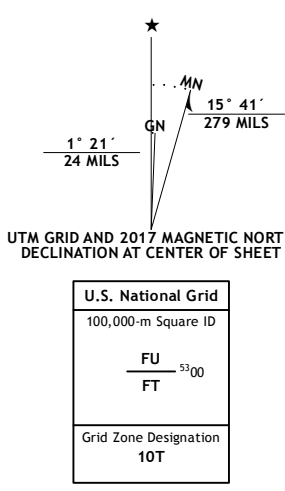 ★
MN
GN
15° 41´
279 MILS
1° 21´
24 MILS
UTM GRID AND 2017 MAGNETIC NORT
DECLINATION AT CENTER OF SHEET
U.S. National Grid
100,000-m Square ID
FU
5300
FT
Grid Zone Designation
10T